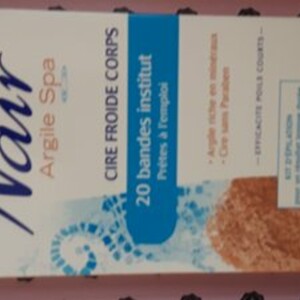 Nair
Argile Spa
CIRE FROIDE CORPS
20 bandes institut
Prêtes à l'emploi
• Argile riche en minéraux
• Cire sans Paraben
— EFFICACITÉ POILS COURTS —
KIT D'ÉPILATION